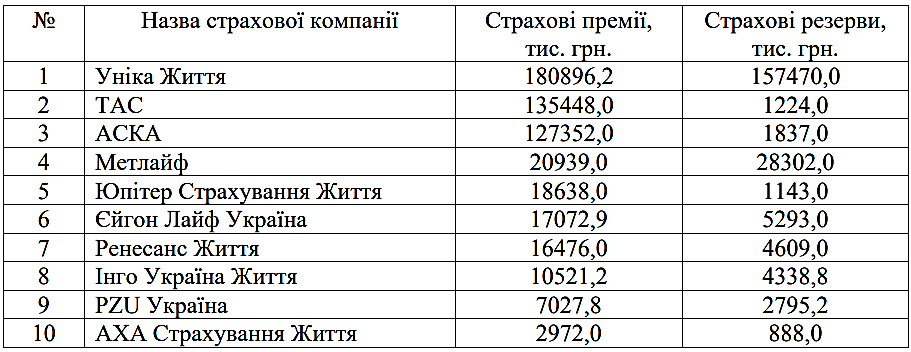 № Назва страхової компанії Страхові премії, тис. грн. Страхові резерви, тис. грн.
1 Уніка Життя 180896,2 157470,0
2 ТАС 135448,0 1224,0
3 АСКА 127352,0 1837,0
4 Метлайф 20939,0 28302,0
5 Юпітер Страхування Життя 18638,0 1143,0
6 Єйгон Лайф Україна 17072,9 5293,0
7 Ренесанс Життя 16476,0 4609,0
8 Інго Україна Життя 10521,2 4338,8
9 PZU Україна 7027,8 2795,2
10 АХА Страхування Життя 2972,0 888,0